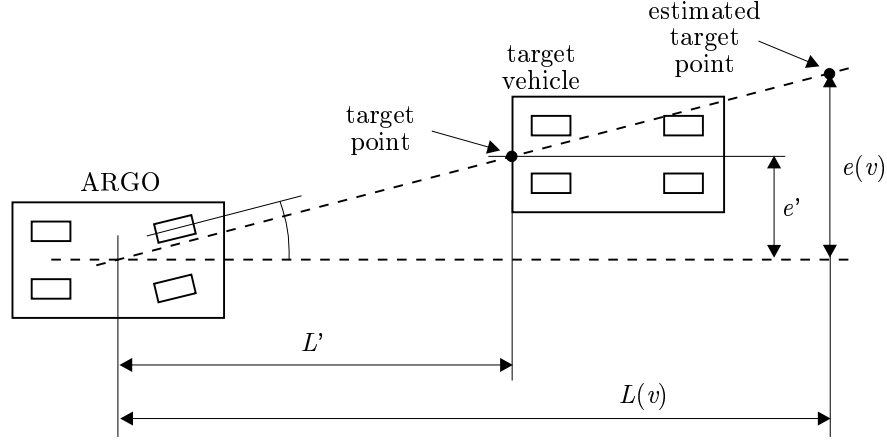 estimated
target
point
target
vehicle
target
point
ARGO
e(v)
e'
L'
L(v)